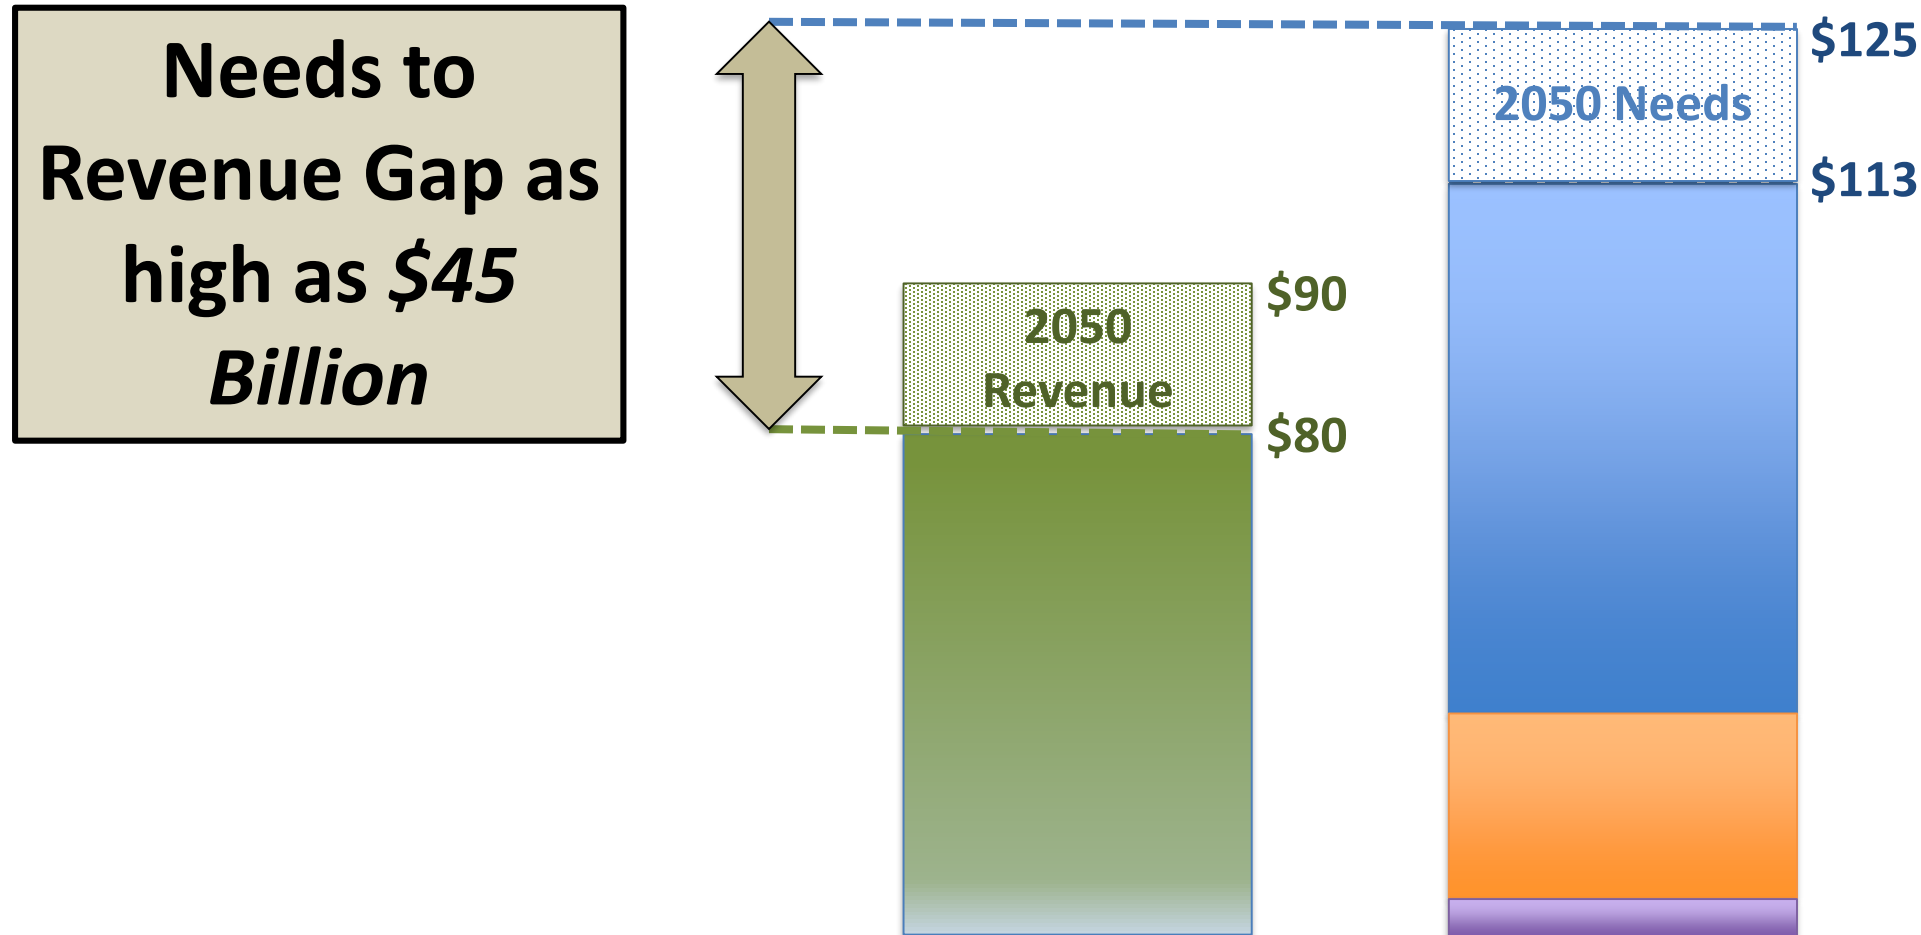 Needs to
Revenue Gap as
high as $45
Billion
$125
2050 Needs
$113
$90
2050
Revenue
$80